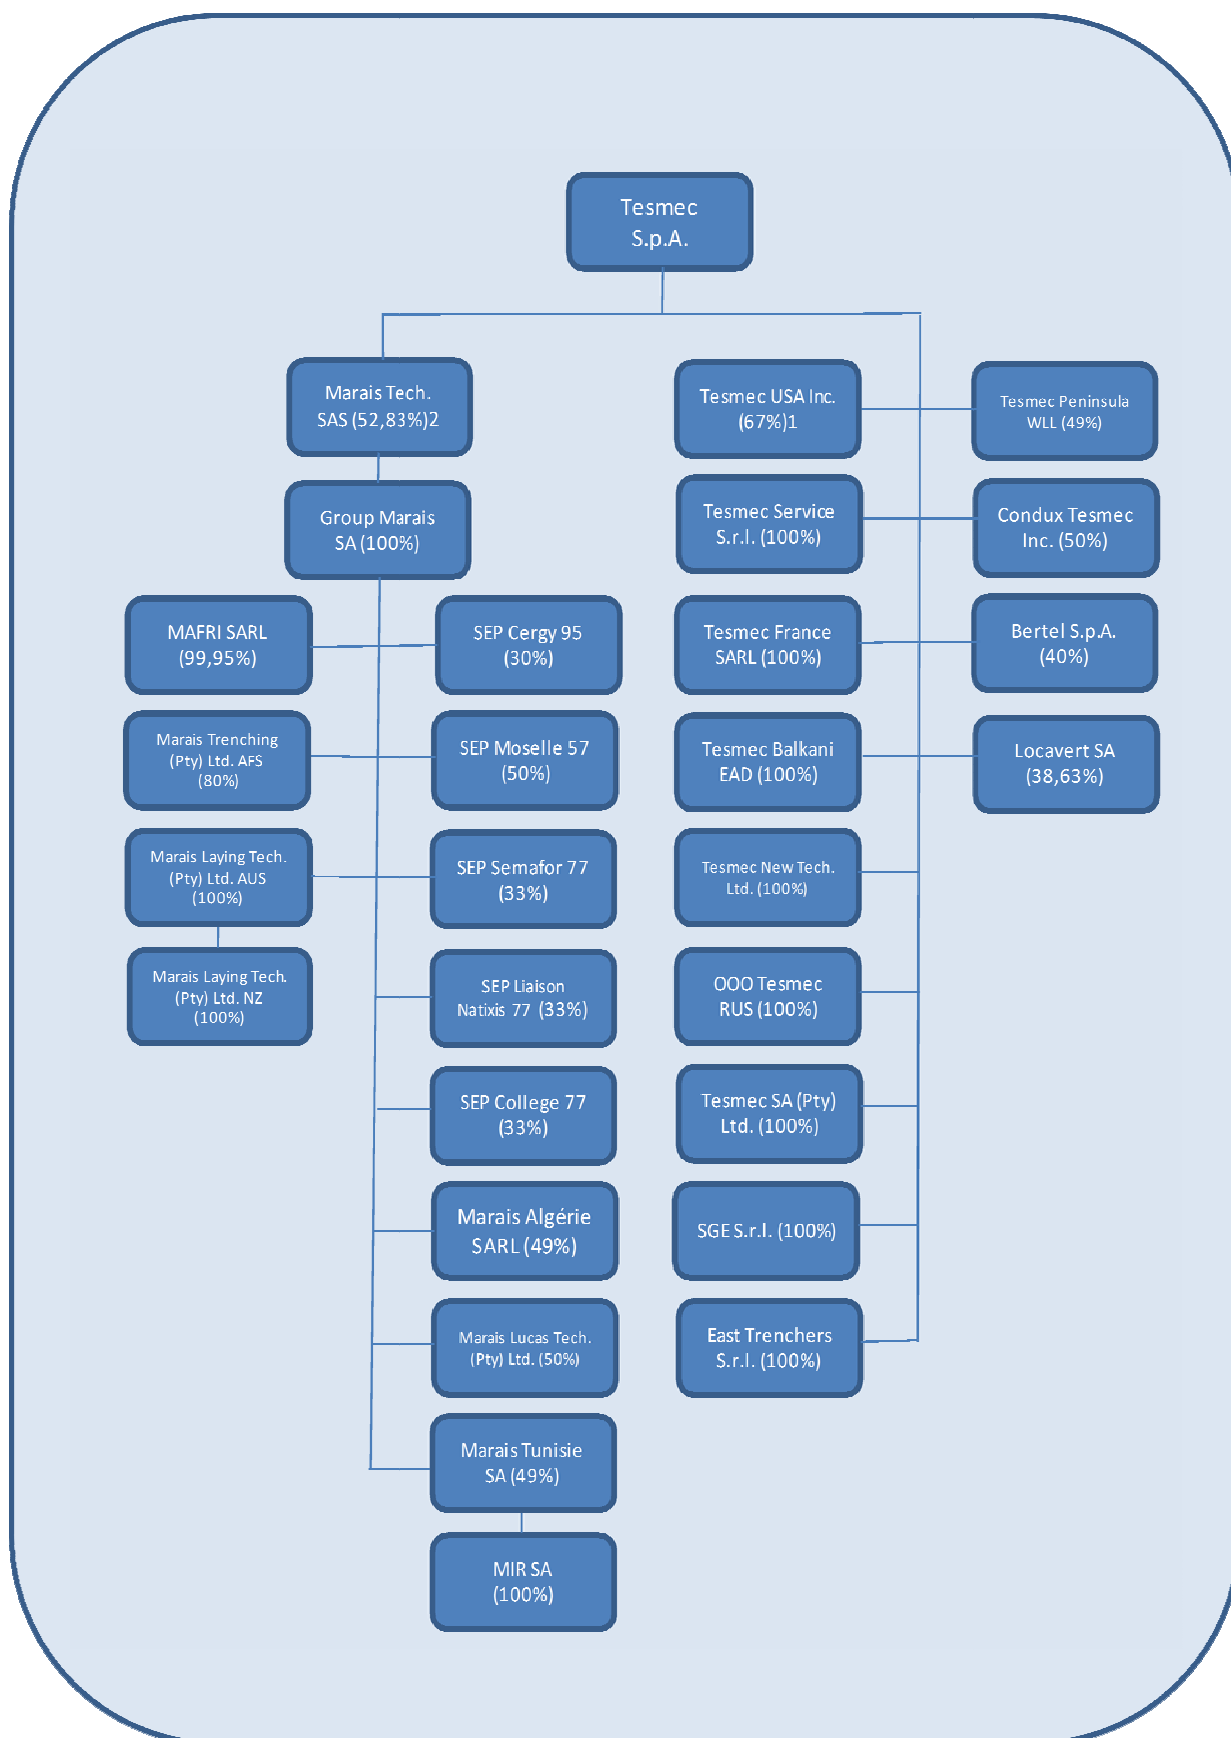 Tesmec
S.p.A.
Marais Tech.
SAS (52,83%)2
Group Marais
SA (100%)
MAFRI SARL
(99,95%)
Marais Trenching
(Pty) Ltd. AFS
(80%)
Marais Laying Tech.
(Pty) Ltd. AUS
(100%)
Marais Laying Tech.
(Pty) Ltd. NZ
(100%)
SEP Cergy 95
(30%)
SEP Moselle 57
(50%)
SEP Semafor 77
(33%)
SEP Liaison
Natixis 77 (33%)
SEP College 77
(33%)
Marais Algérie
SARL (49%)
Marais Lucas Tech.
(Pty) Ltd. (50%)
Marais Tunisie
SA (49%)
MIR SA
(100%)
Tesmec USA Inc.
(67%)1
Tesmec Service
S.r.l. (100%)
Tesmec France
SARL (100%)
Tesmec Balkani
EAD (100%)
Tesmec New Tech.
Ltd. (100%)
OOO Tesmec
RUS (100%)
Tesmec SA (Pty)
Ltd. (100%)
SGE S.r.l. (100%)
East Trenchers
S.r.l. (100%)
Tesmec Peninsula
WLL (49%)
Condux Tesmec
Inc. (50%)
Bertel S.p.A.
(40%)
Locavert SA
(38,63%)